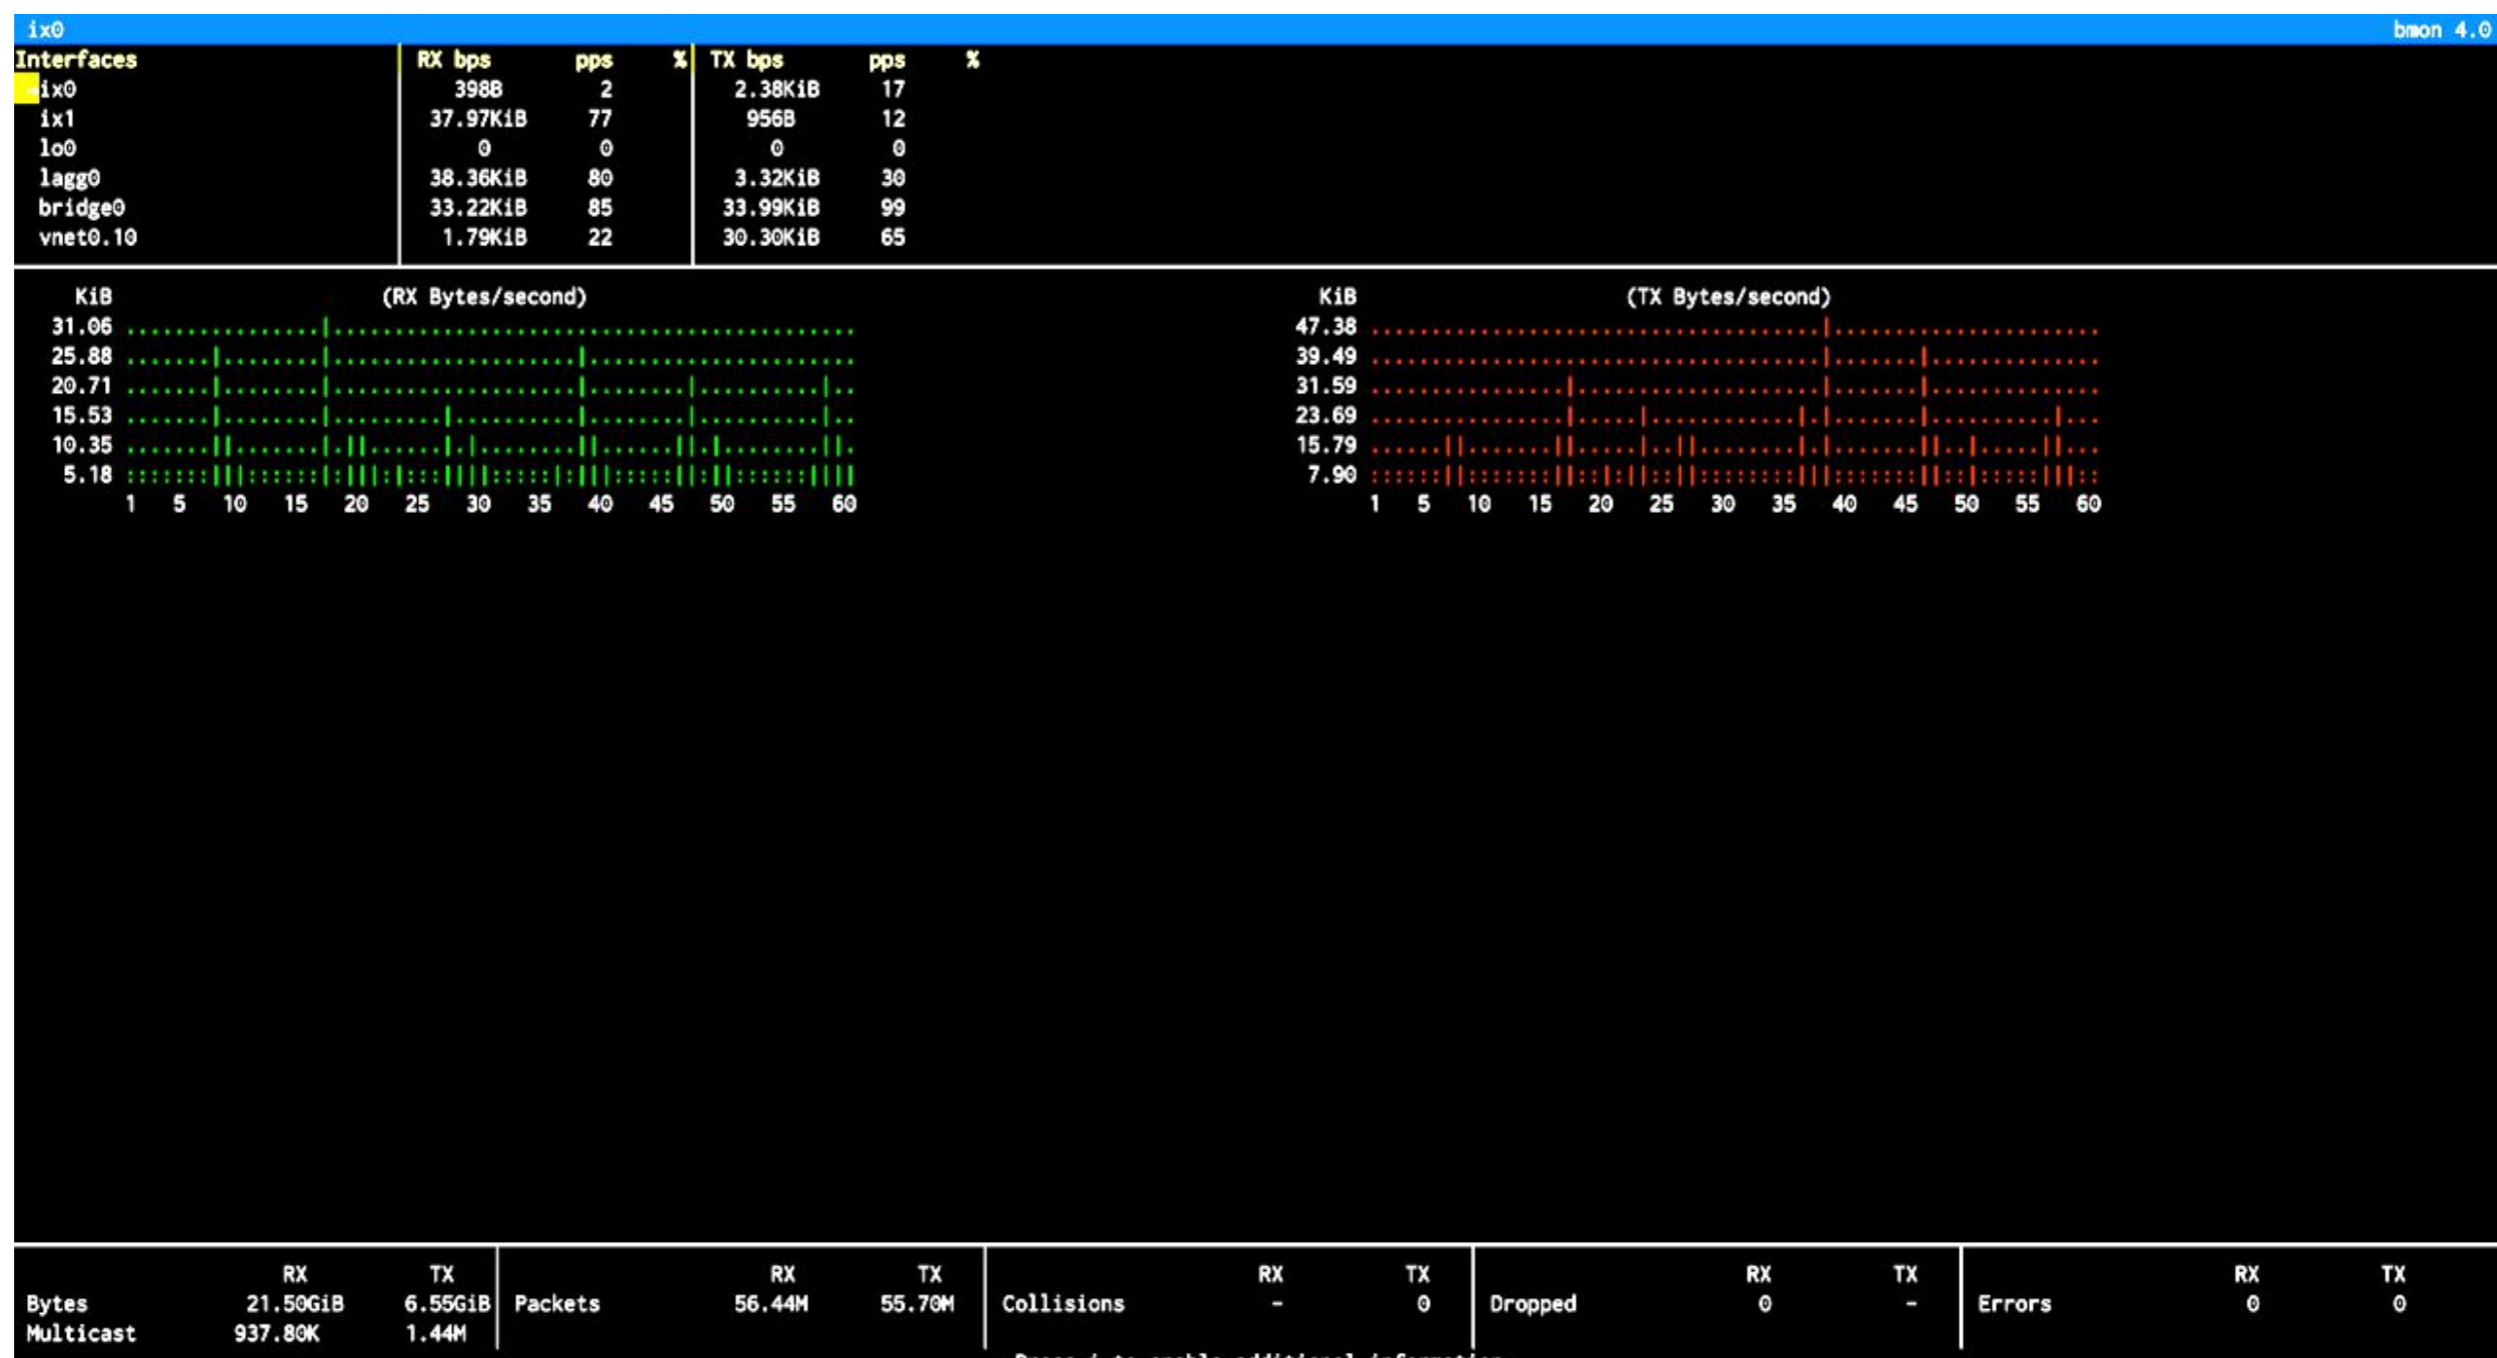 ix0 bmon 4.0
Interfaces RX bps pps % TX bps pps %
ix0 398B 2 2.38KiB 17
ix1 37.97KiB 77 956B 12
lo0 0 0 0 0
lagg0 38.36KiB 80 3.32KiB 30
bridge0 33.22KiB 85 33.99KiB 99
vnet0.10 1.79KiB 22 30.30KiB 65
KiB (RX Bytes/second) KiB (TX Bytes/second)
31.06 47.38
25.88 39.49
20.71 31.59
15.53 23.69
10.35 15.79
5.18 7.90
1 5 10 15 20 25 30 35 40 45 50 55 60 1 5 10 15 20 25 30 35 40 45 50 55 60
RX TX RX TX RX TX RX TX RX TX
Bytes 21.50GiB 6.55GiB Packets 56.44M 55.70M Collisions - 0 Dropped 0 - Errors 0 0
Multicast 937.80K 1.44M